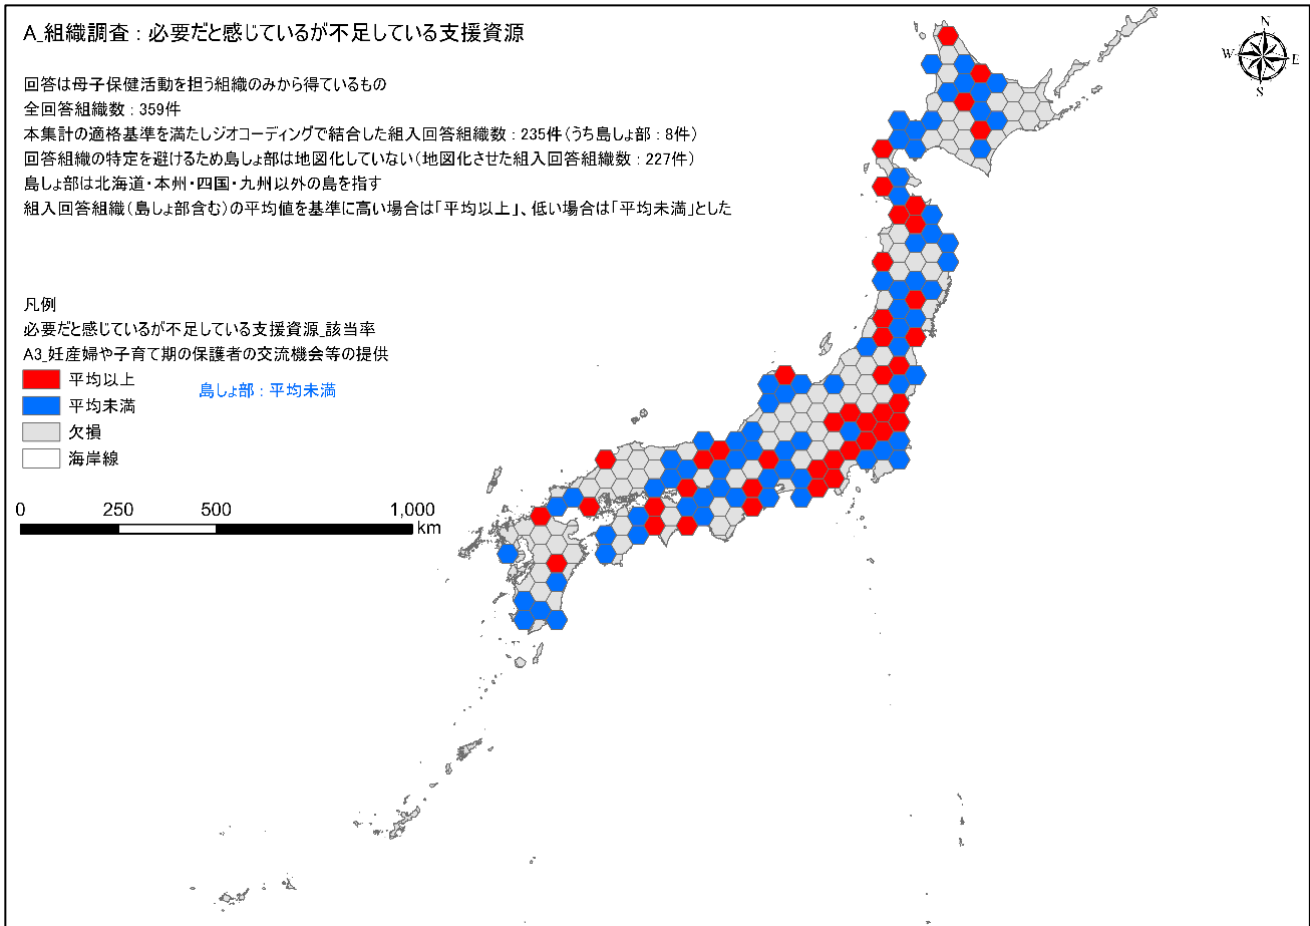 A_組織調査：必要だと感じているが不足している支援資源
回答は母子保健活動を担う組織のみから得ているもの
全回答組織数：359件
本集計の適格基準を満たしジオコーディングで結合した組入回答組織数：235件（うち島しょ部：8件）
回答組織の特定を避けるため島しょ部は地図化していない（地図化させた組入回答組織数：227件）
島しょ部は北海道・本州・四国・九州以外の島を指す
組入回答組織（島しょ部含む）の平均値を基準に高い場合は「平均以上」、低い場合は「平均未満」とした
N
W
E
S
凡例
必要だと感じているが不足している支援資源_該当率
A3_妊産婦や子育て期の保護者の交流機会等の提供
平均以上
平均未満
欠損
海岸線
島しょ部：平均未満
0 250 500 1,000
km